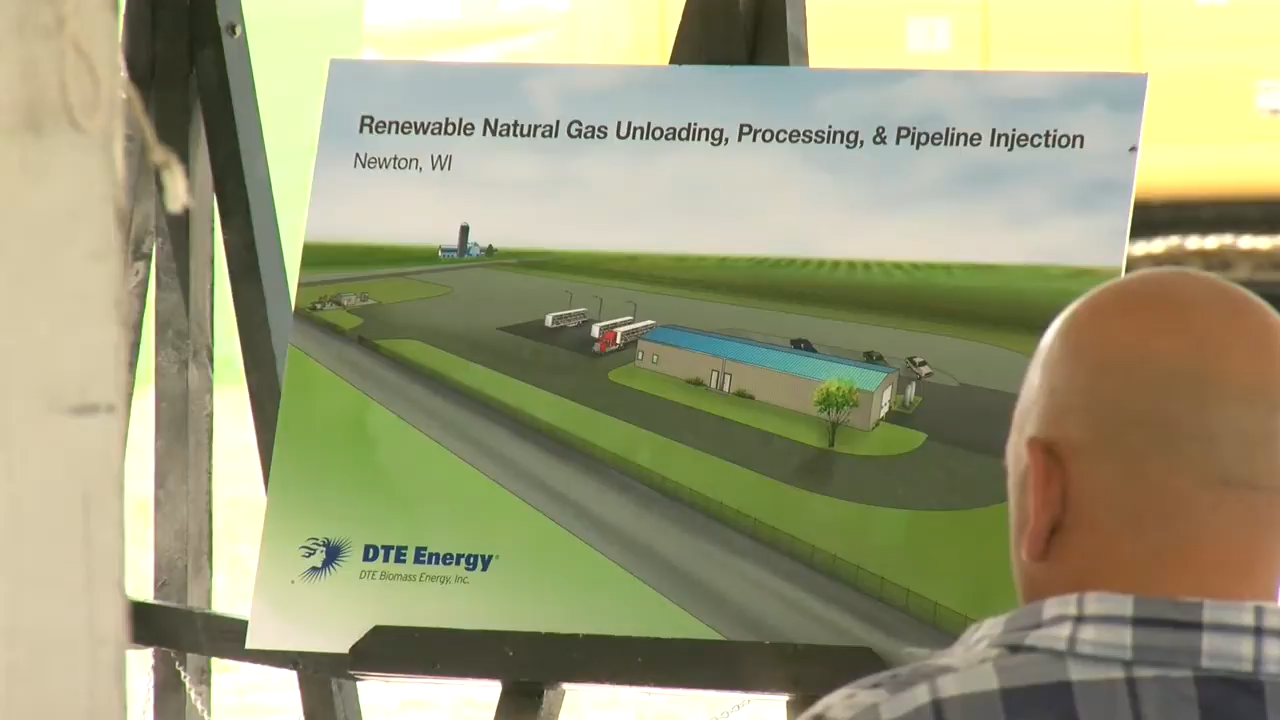 Renewable Natural Gas Unloading, Processing, & Pipeline Injection
Newton, WI
DTE Energy®
DTE Biomass Energy, Inc.